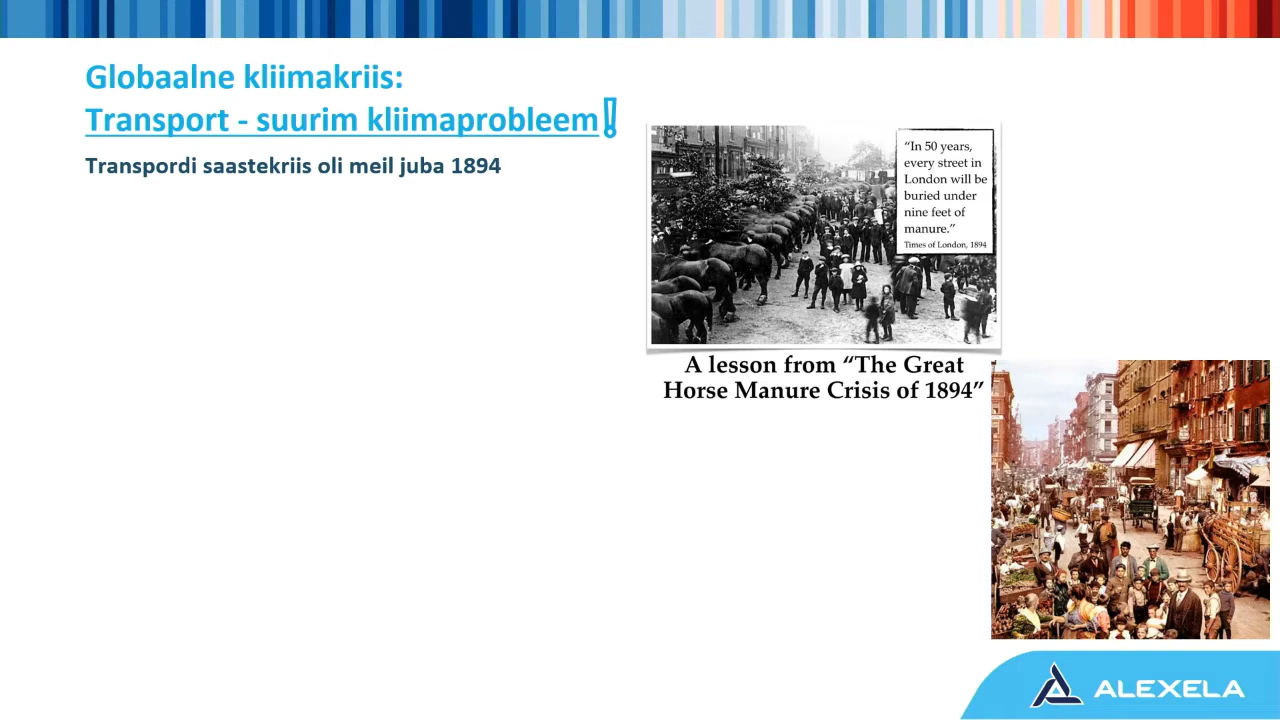 Globaalne kliimakriis:
Transport - suurim kliimaprobleem!
Transpordi saastekriis oli meil juba 1894
“In 50 years,
every street in
London will be
buried under
nine feet of
manure.”
Times of London, 1894
A lesson from “The Great
Horse Manure Crisis of 1894”
ALEXELA